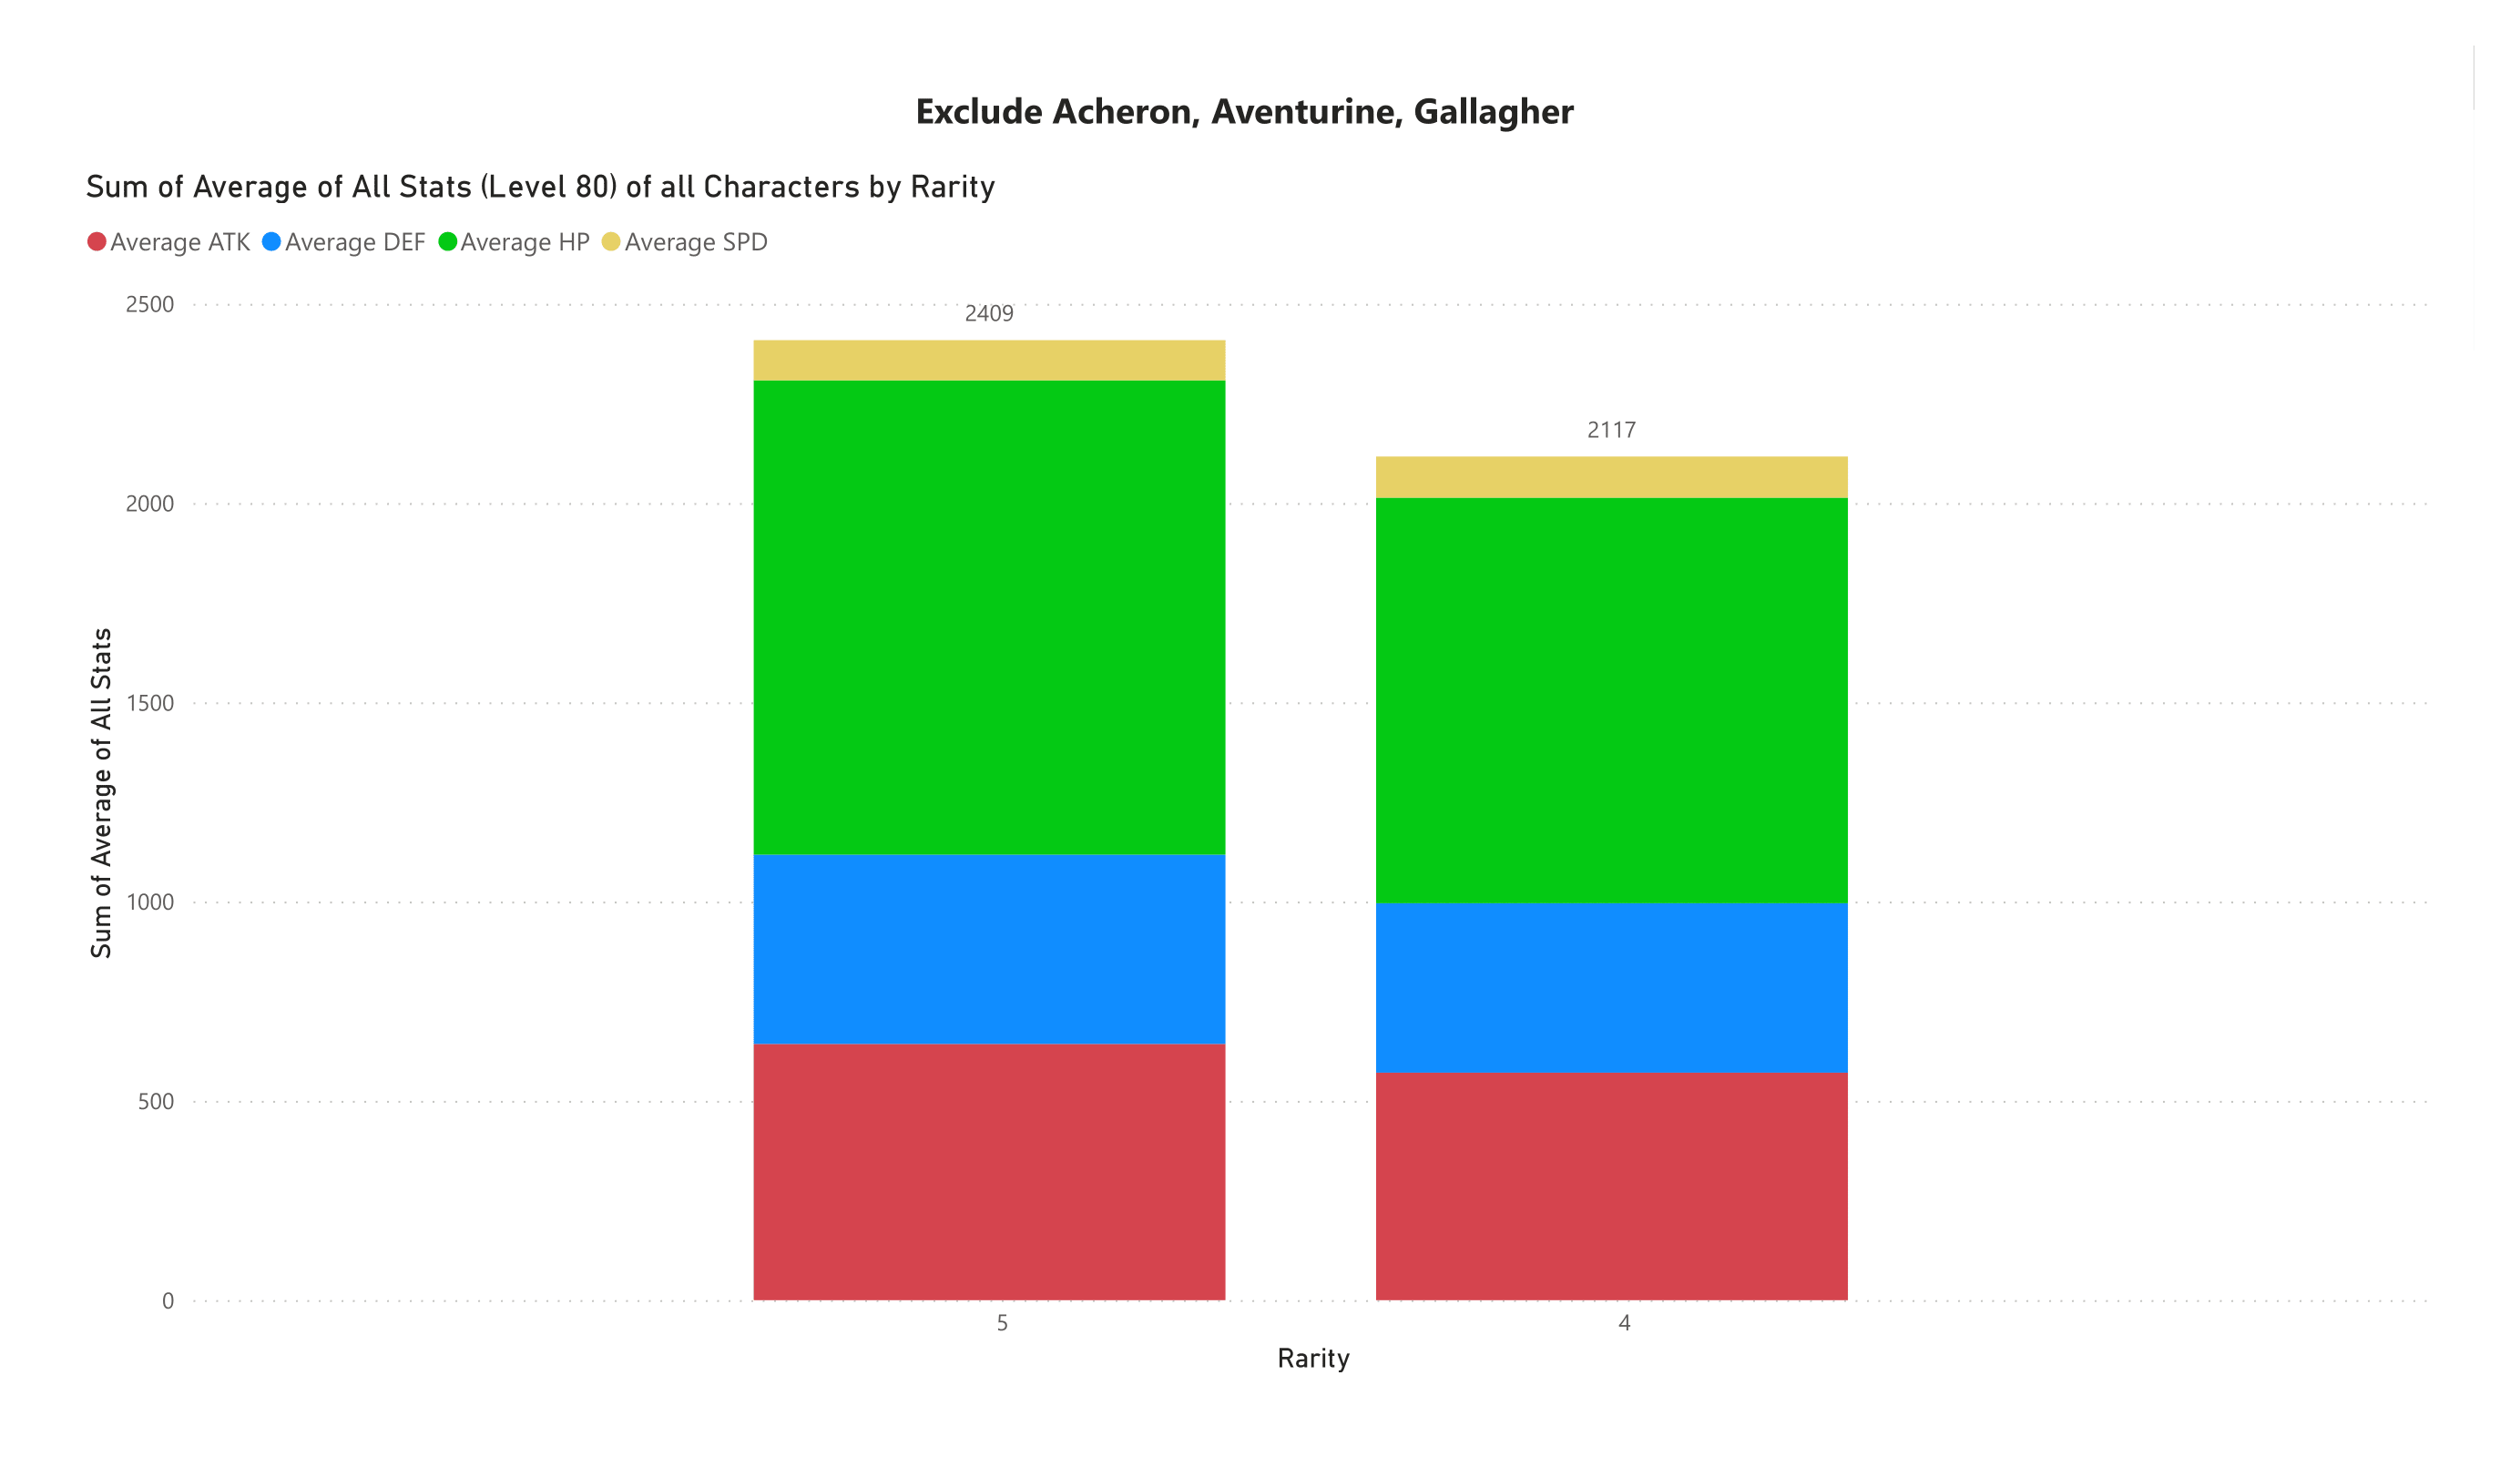 Exclude Acheron, Aventurine, Gallagher
Sum of Average of All Stats (Level 80) of all Characters by Rarity
Average ATK Average DEF Average HP Average SPD
2500
2409
2117
2000
1500
1000
500
0
Sum of Average of All Stats
5 4
Rarity